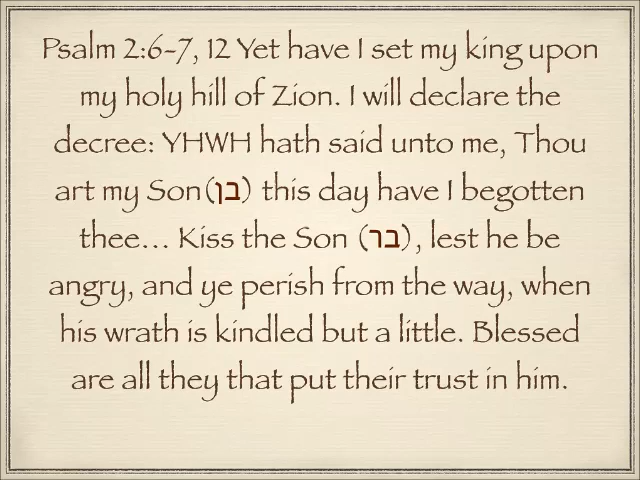 Psalm 2:6-7, 12 Yet have I set my king upon
my holy hill of Zion. I will declare the
decree: YHWH hath said unto me, Thou
art my Son (בן) this day have I begotten
thee... Kiss the Son (בר), lest he be
angry, and ye perish from the way, when
his wrath is kindled but a little. Blessed
are all they that put their trust in him.